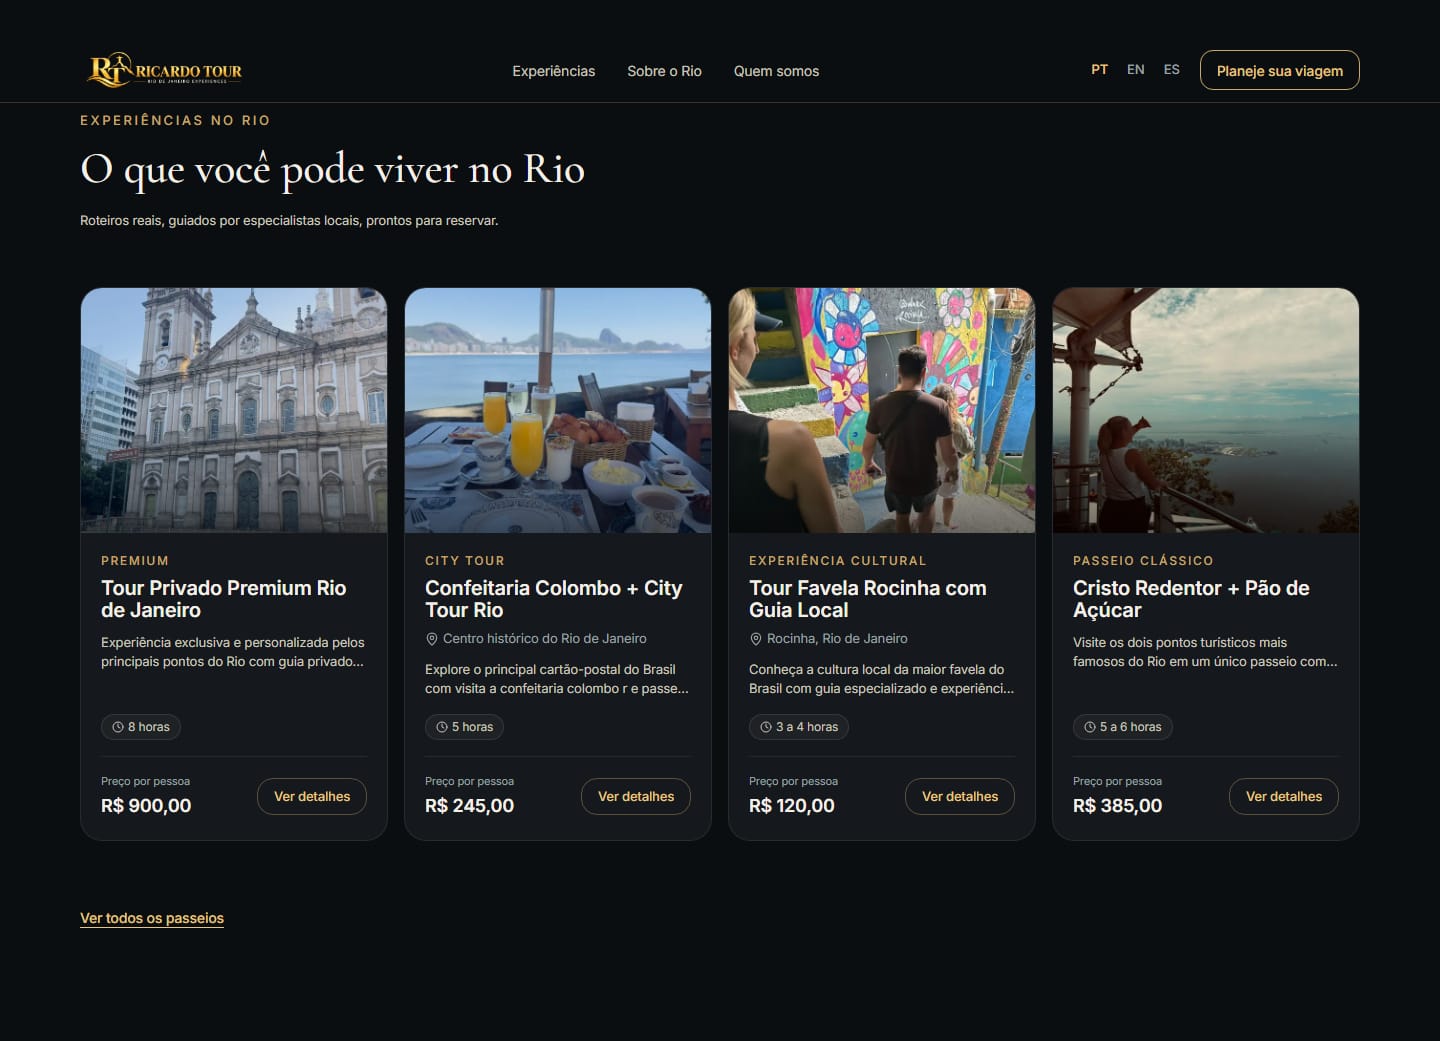 RT RICARDO TOUR
RIO DE JANEIRO EXPERIENCES
Experiências
Sobre o Rio
Quem somos
PT
EN
ES
Planeje sua viagem
EXPERIÊNCIAS NO RIO
O que você pode viver no Rio
Roteiros reais, guiados por especialistas locais, prontos para reservar.
PREMIUM
Tour Privado Premium Rio
de Janeiro
Experiência exclusiva e personalizada pelos
principais pontos do Rio com guia privado...
8 horas
Preço por pessoa
R$ 900,00
Ver detalhes
CITY TOUR
Confeitaria Colombo + City
Tour Rio
Centro histórico do Rio de Janeiro
Explore o principal cartão-postal do Brasil
com visita a confeitaria colombo r e passe...
5 horas
Preço por pessoa
R$ 245,00
Ver detalhes
EXPERIÊNCIA CULTURAL
Tour Favela Rocinha com
Guia Local
Rocinha, Rio de Janeiro
Conheça a cultura local da maior favela do
Brasil com guia especializado e experiênci...
3 a 4 horas
Preço por pessoa
R$ 120,00
Ver detalhes
PASSEIO CLÁSSICO
Cristo Redentor + Pão de
Açúcar
Visite os dois pontos turísticos mais
famosos do Rio em um único passeio com...
5 a 6 horas
Preço por pessoa
R$ 385,00
Ver detalhes
Ver todos os passeios